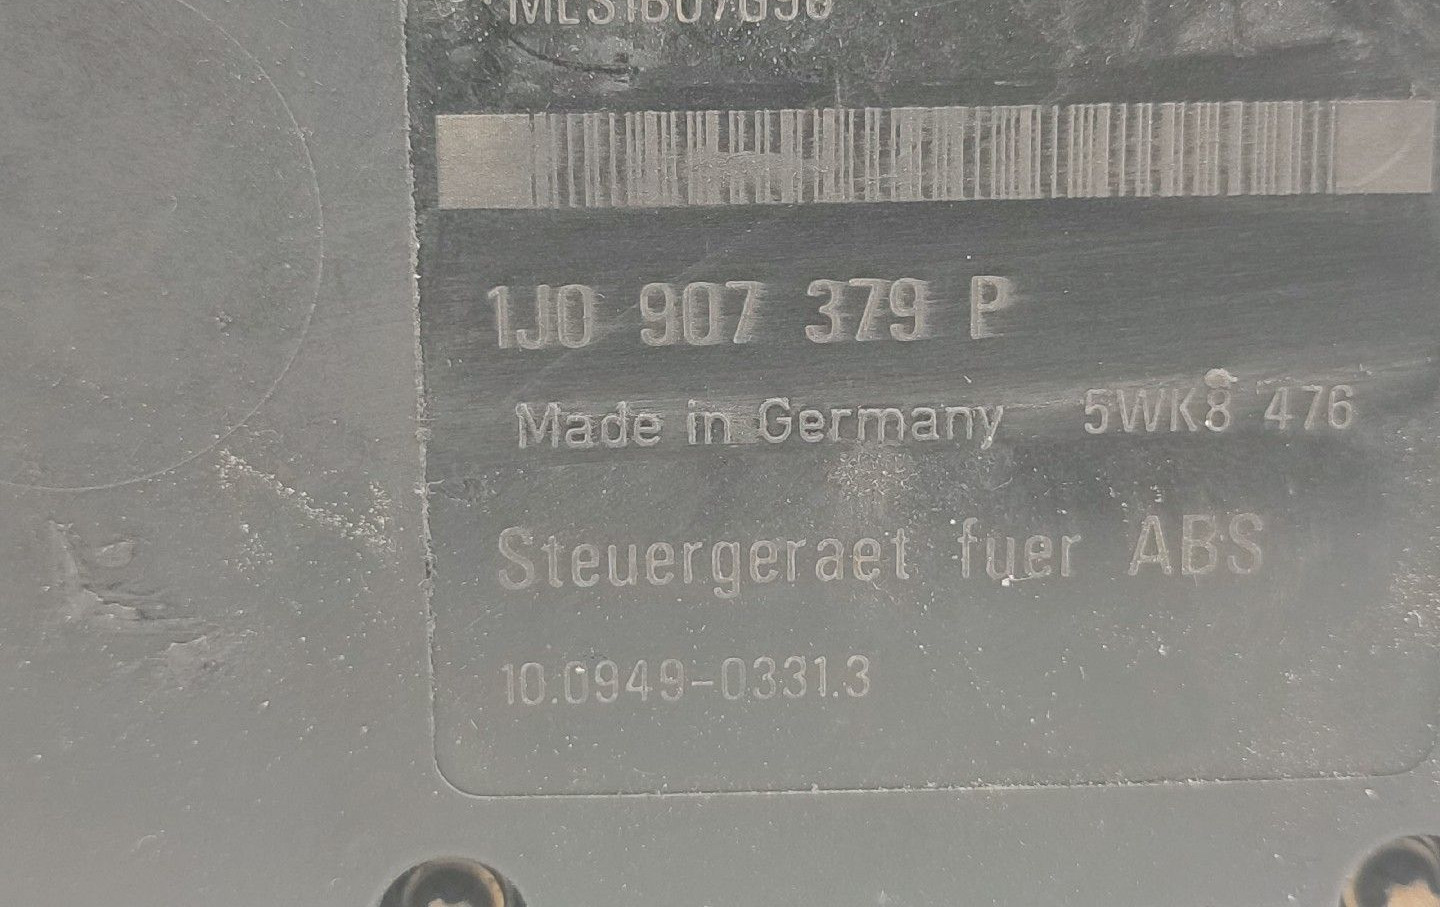 1J0 907 379 P
Made in Germany 5WK8 476
Steuergeraet fuer ABS
10.0949-0331.3